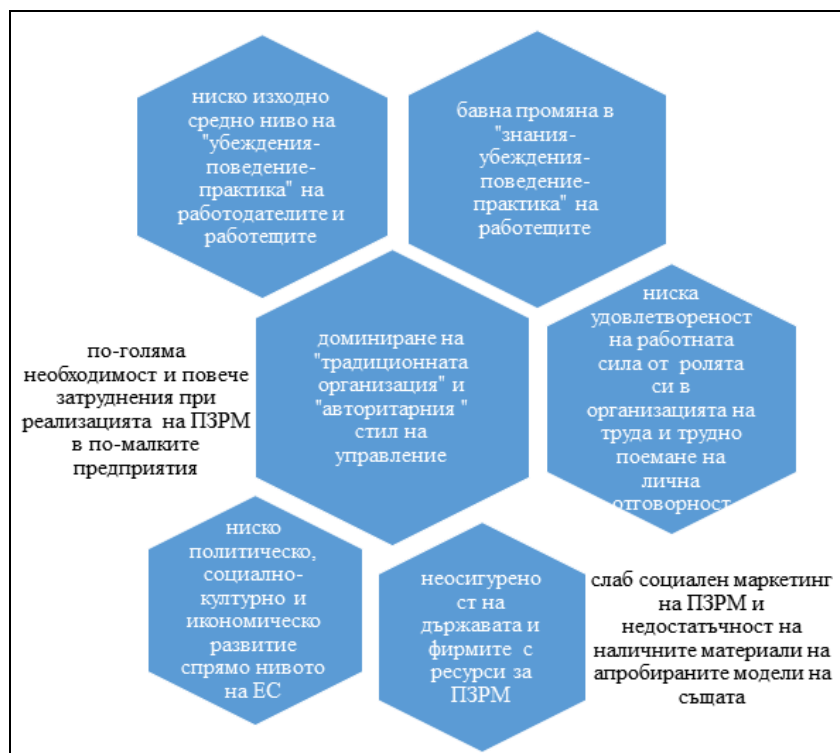 ниско изходно
средно ниво на
"убеждения-
поведение-
практика" на
работодателите и
работещите
бавна промяна в
"знания-
убеждения-
поведение-
практика" на
работещите
по-голяма
необходимост и повече
затруднения при
реализацията на ПЗРМ
в по-малките
предприятия
доминиране на
"традиционната
организация" и
"авторитарния "
стил на
управление
ниска
удовлетвореност
на работната
сила от ролята
си в
организацията на
труда и трудно
поемане на
лична
отговорност
ниско
политическо,
социално-
културно и
икономическо
развитие
спрямо нивото
на ЕС
неосигурено
ст на
държавата и
фирмите с
ресурси за
ПЗРМ
слаб социален маркетинг
на ПЗРМ и
недостатъчност на
наличните материали на
апробираните модели на
същата